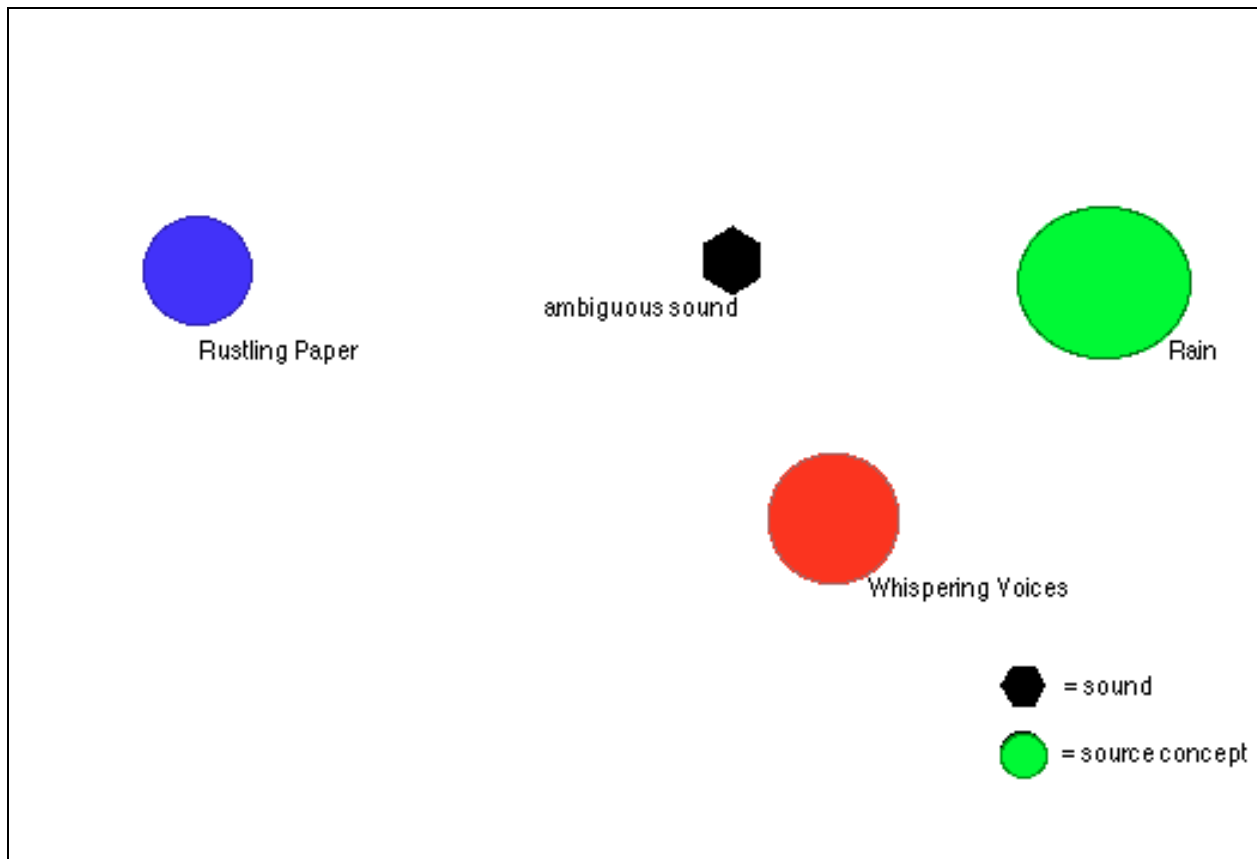 ambiguous sound
Rustling Paper
Rain
Whispering Voices
= sound
= source concept